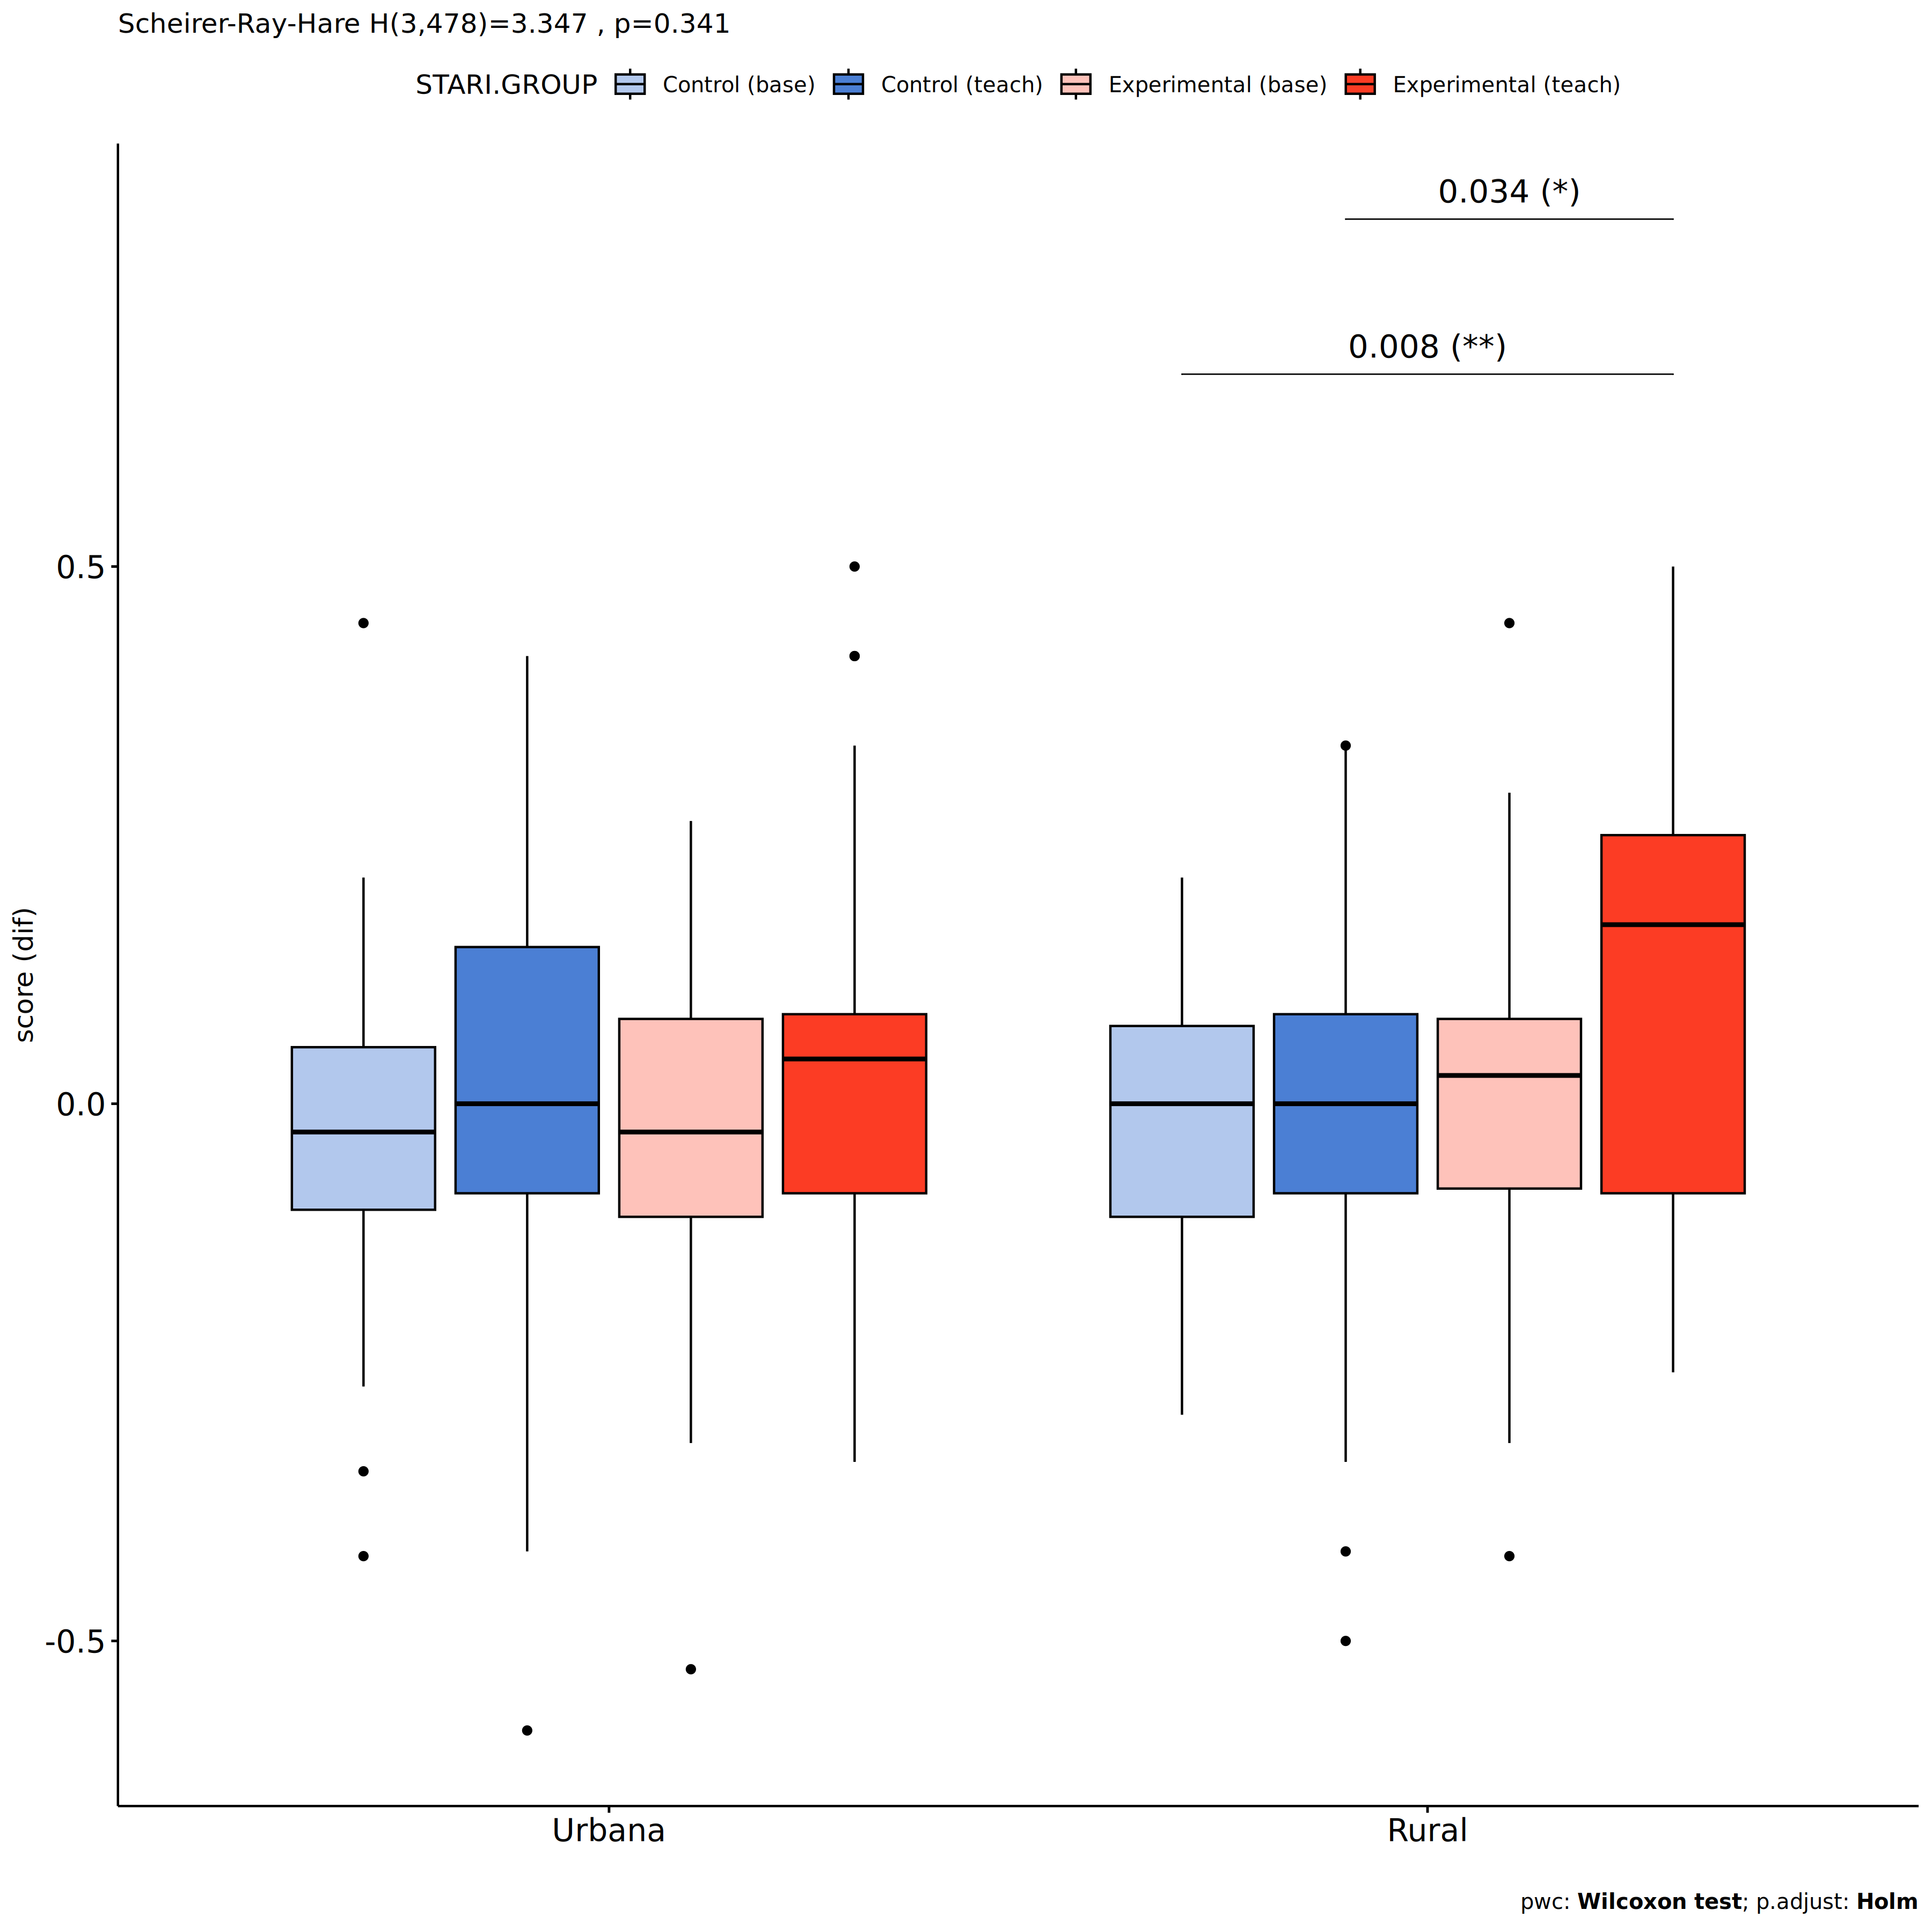 Scheirer-Ray-Hare H(3,478)=3.347 , p=0.341
STARI.GROUP Control (base) Control (teach) Experimental (base) Experimental (teach)
0.034 (*)
0.008 (**)
0.5
0.0
-0.5
score (dif)
Urbana Rural
pwc: Wilcoxon test; p.adjust: Holm